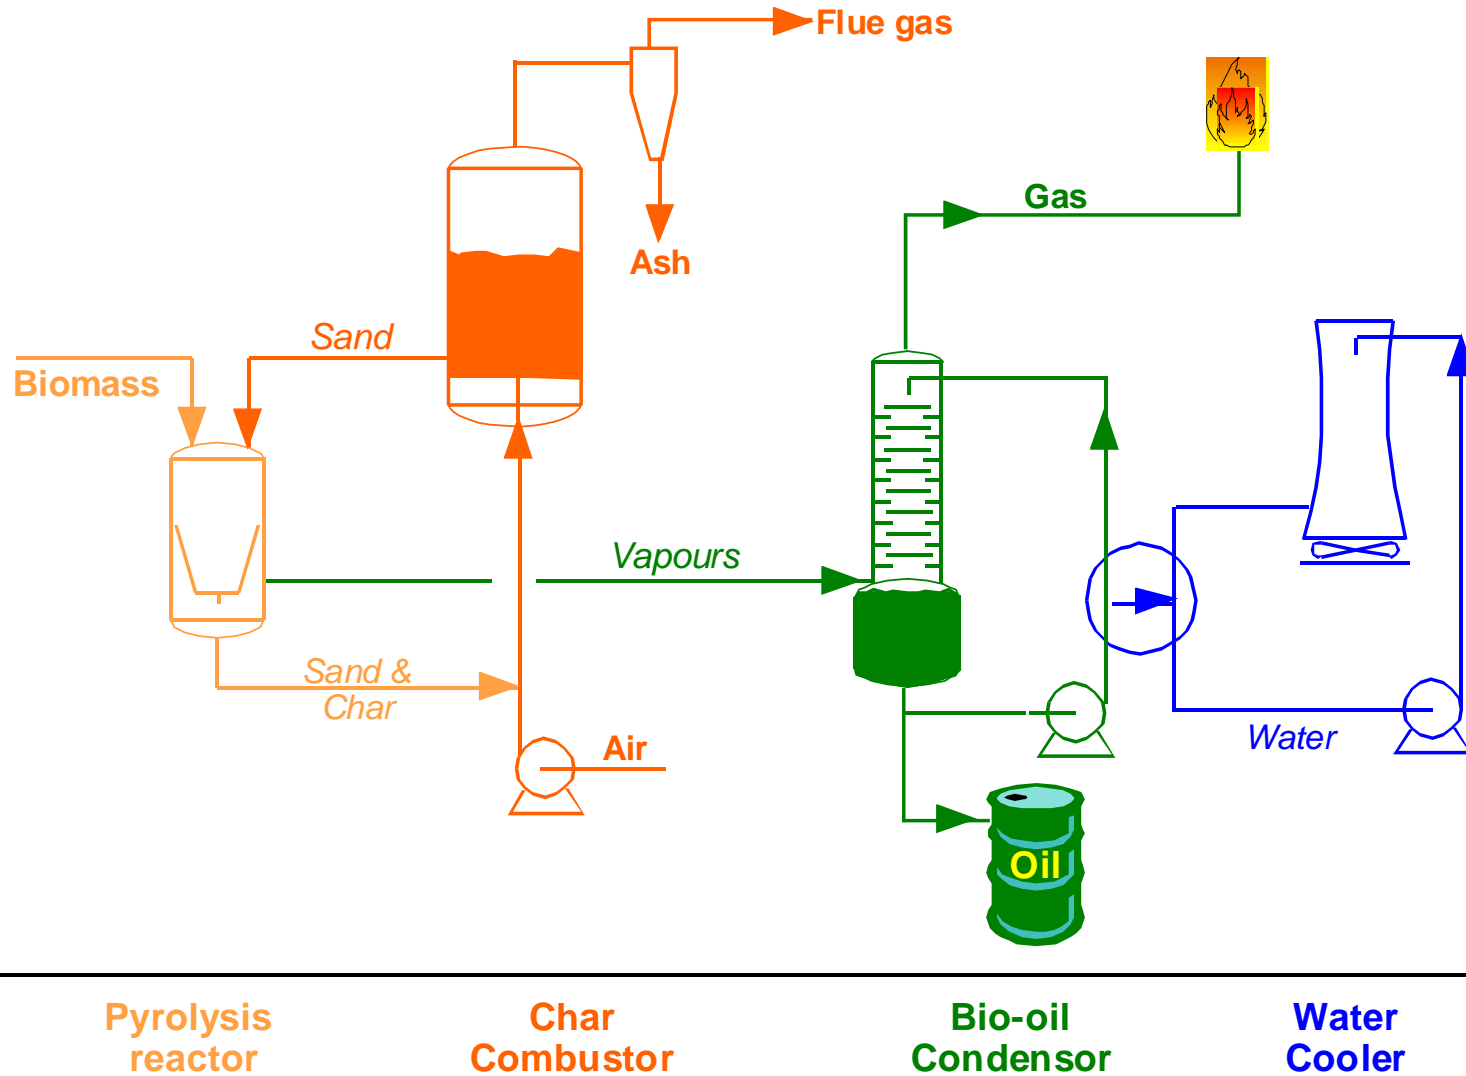 Flue gas
Gas
Ash
Sand
Biomass
Vapours
Sand &
Char
Air
Water
Oil
Pyrolysis
reactor
Char
Combustor
Bio-oil
Condensor
Water
Cooler